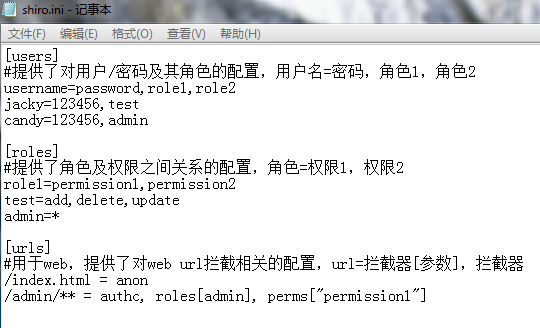 shiro.ini - 记事本
文件(F) 编辑(E) 格式(O) 查看(V) 帮助(H)
[users]
#提供了对用户/密码及其角色的配置，用户名=密码，角色1，角色2
username=password,role1,role2
jacky=123456,test
candy=123456,admin
[roles]
#提供了角色及权限之间关系的配置，角色=权限1，权限2
role1=permission1,permission2
test=add,delete,update
admin=*
[urls]
#用于web，提供了对web url拦截相关的配置，url=拦截器[参数]，拦截器
/index.html = anon
/admin/** = authc, roles[admin], perms["permission1"]